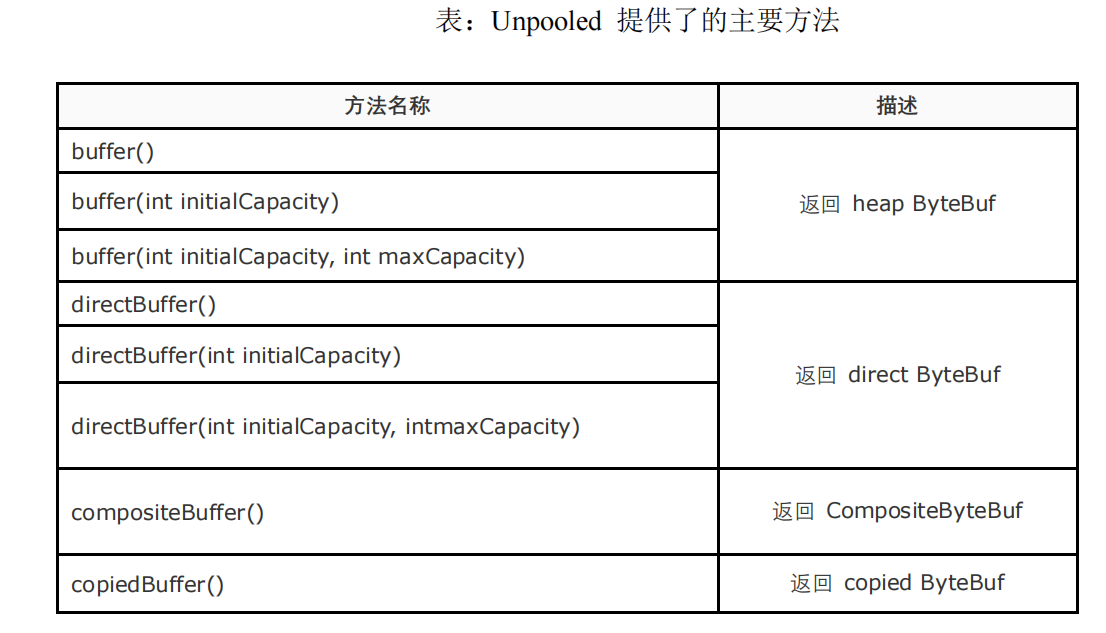 表：Unpooled 提供了的主要方法
方法名称 描述
buffer()
buffer(int initialCapacity)
返回 heap ByteBuf
buffer(int initialCapacity, int maxCapacity)
directBuffer()
directBuffer(int initialCapacity)
返回 direct ByteBuf
directBuffer(int initialCapacity, intmaxCapacity)
compositeBuffer()
返回 CompositeByteBuf
copiedBuffer()
返回 copied ByteBuf